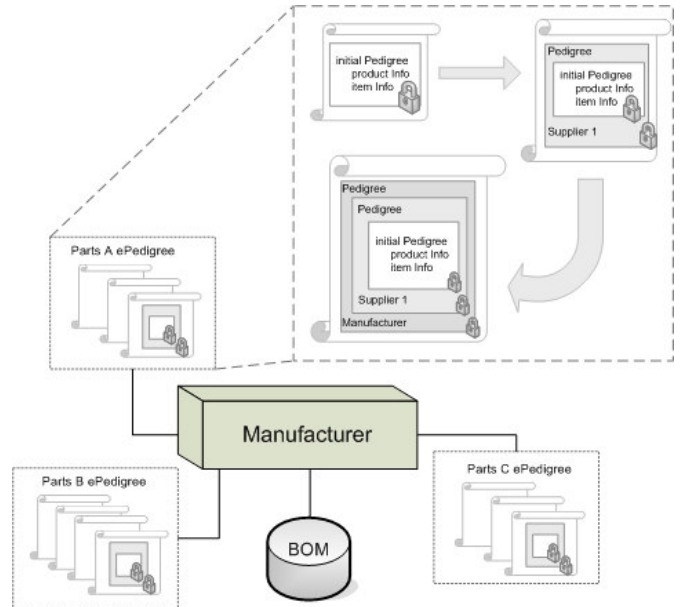 initial Pedigree
product Info
item Info
Pedigree
initial Pedigree
product Info
item Info
Supplier 1
Pedigree
Pedigree
initial Pedigree
product Info
item Info
Supplier 1
Manufacturer
Parts A ePedigree
Manufacturer
Parts B ePedigree
BOM
Parts C ePedigree